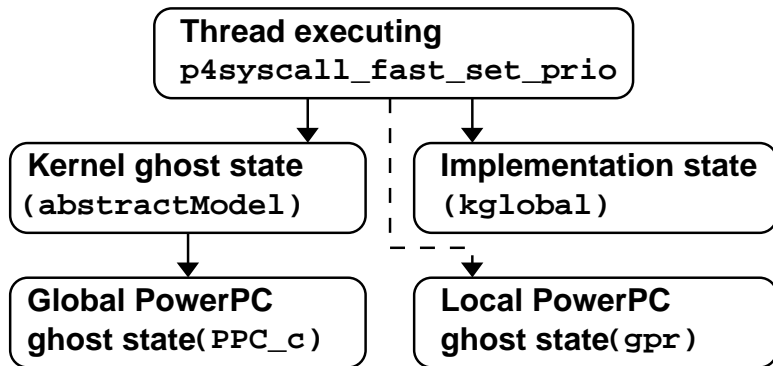 Thread executing
p4syscall_fast_set_prio
Kernel ghost state
(abstractModel)
Implementation state
(kglobal)
Global PowerPC
ghost state(PPC_c)
Local PowerPC
ghost state(gpr)